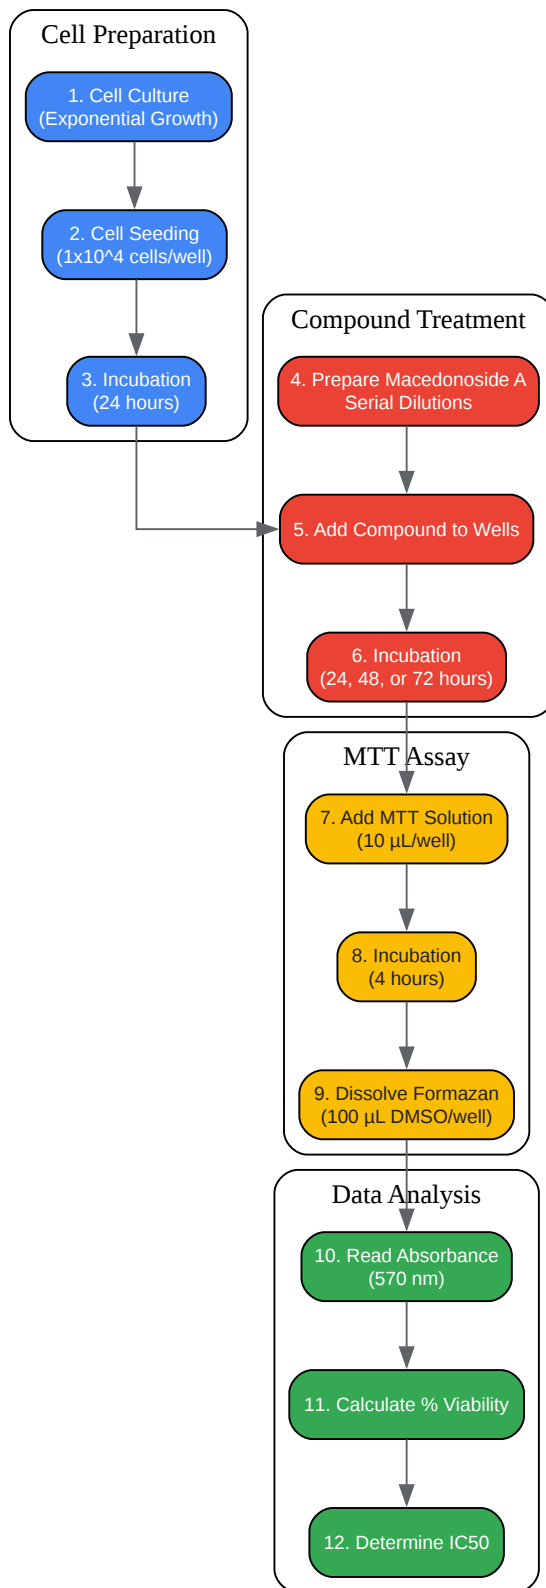 Cell Preparation
1. Cell Culture
(Exponential Growth)
2. Cell Seeding
(1x10^4 cells/well)
3. Incubation
(24 hours)
Compound Treatment
4. Prepare Macedonoside A
Serial Dilutions
5. Add Compound to Wells
6. Incubation
(24, 48, or 72 hours)
MTT Assay
7. Add MTT Solution
(10 µL/well)
8. Incubation
(4 hours)
9. Dissolve Formazan
(100 µL DMSO/well)
Data Analysis
10. Read Absorbance
(570 nm)
11. Calculate % Viability
12. Determine IC50